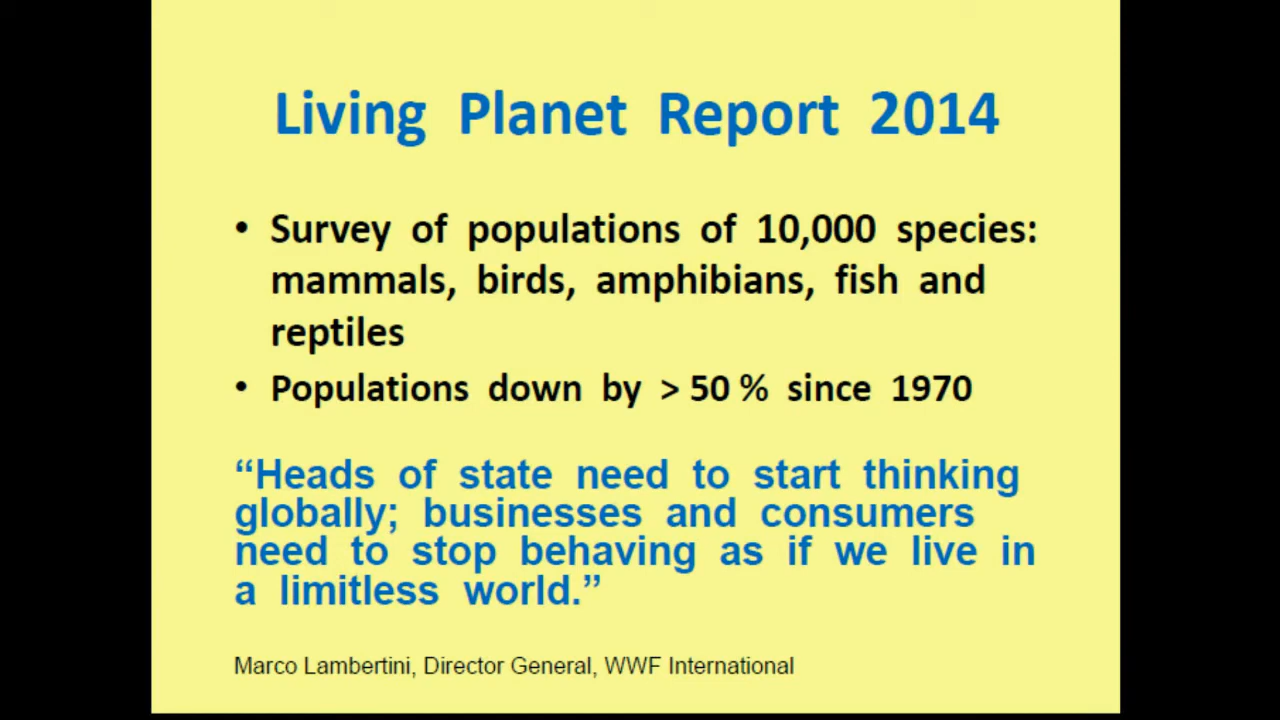 Living Planet Report 2014
• Survey of populations of 10,000 species:
mammals, birds, amphibians, fish and
reptiles
• Populations down by > 50 % since 1970
“Heads of state need to start thinking
globally; businesses and consumers
need to stop behaving as if we live in
a limitless world.”
Marco Lambertini, Director General, WWF International